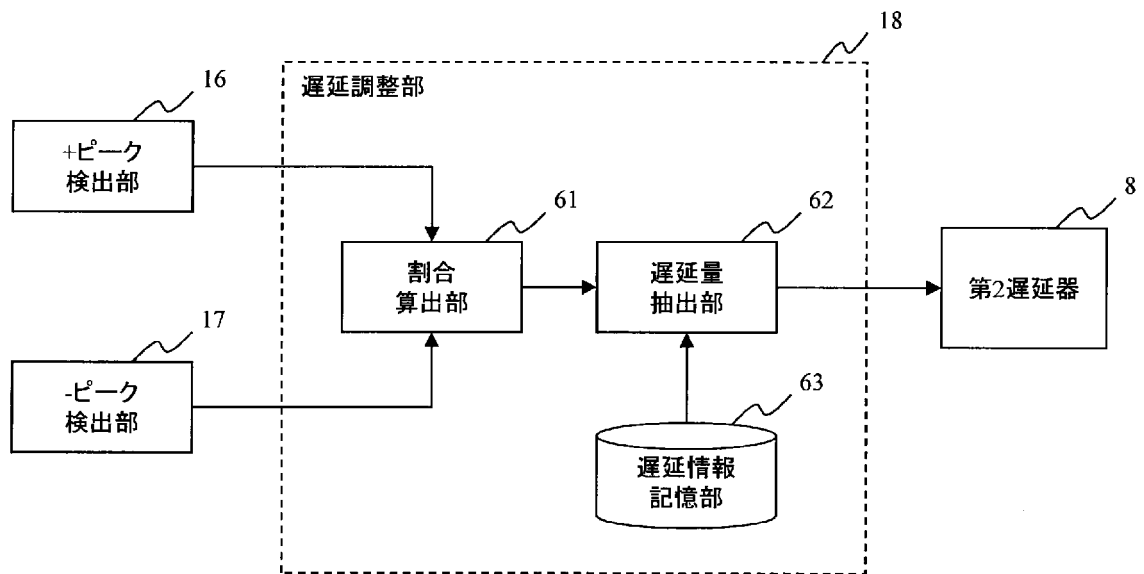 18
遅延調整部
16
+ピーク
検出部
61
割合
算出部
62
遅延量
抽出部
8
第2遅延器
17
-ピーク
検出部
63
遅延情報
記憶部